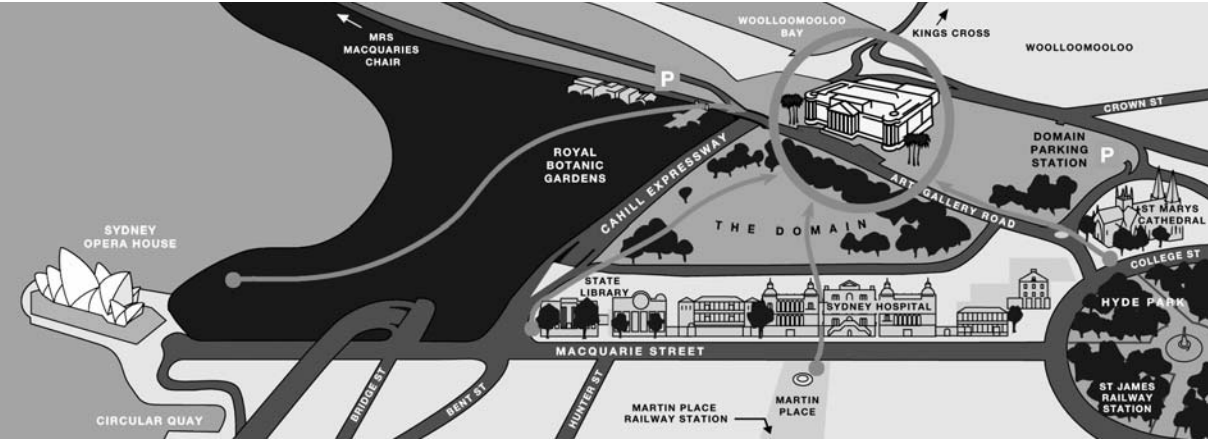 WOOLLOOMOOLOO
BAY
KINGS CROSS
WOOLLOOMOOLOO
MRS
MACQUARIES
CHAIR
P
CROWN ST
DOMAIN
PARKING
STATION
P
ROYAL
BOTANIC
GARDENS
CAHILL EXPRESSWAY
ART GALLERY ROAD
ST MARYS
CATHEDRAL
SYDNEY
OPERA HOUSE
THE DOMAIN
COLLEGE ST
STATE
LIBRARY
SYDNEY HOSPITAL
HYDE PARK
MACQUARIE STREET
BRIDGE ST
BENT ST
HUNTER ST
MARTIN
PLACE
ST JAMES
RAILWAY
STATION
MARTIN PLACE
RAILWAY STATION
CIRCULAR QUAY